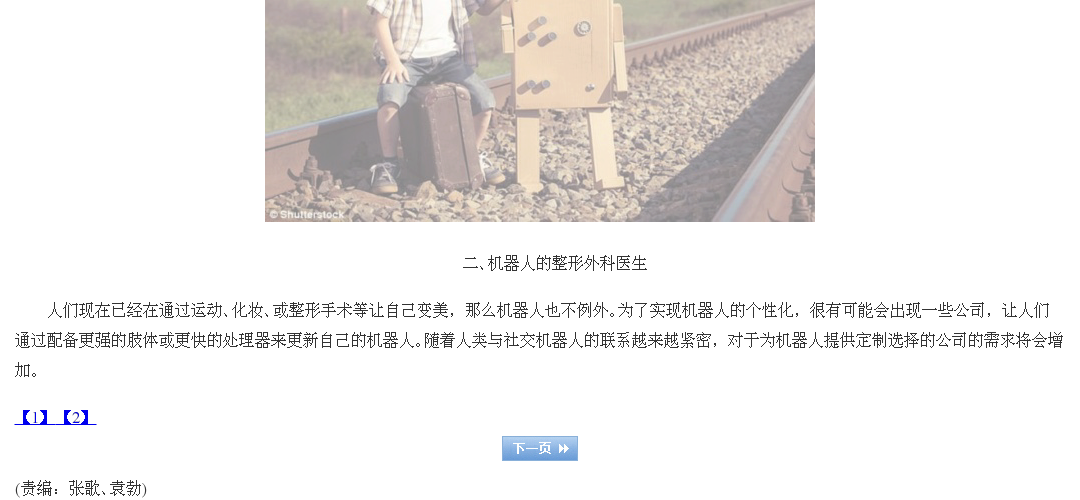 © Shutterstock
二、机器人的整形外科医生
人们现在已经在通过运动、化妆、或整形手术等让自己变美，那么机器人也不例外。为了实现机器人的个性化，很有可能会出现一些公司，让人们
通过配备更强的肢体或更快的处理器来更新自己的机器人。随着人类与社交机器人的联系越来越紧密，对于为机器人提供定制选择的公司的需求将会增
加。
【1】 【2】
下一页
(责编：张歌、袁勃)